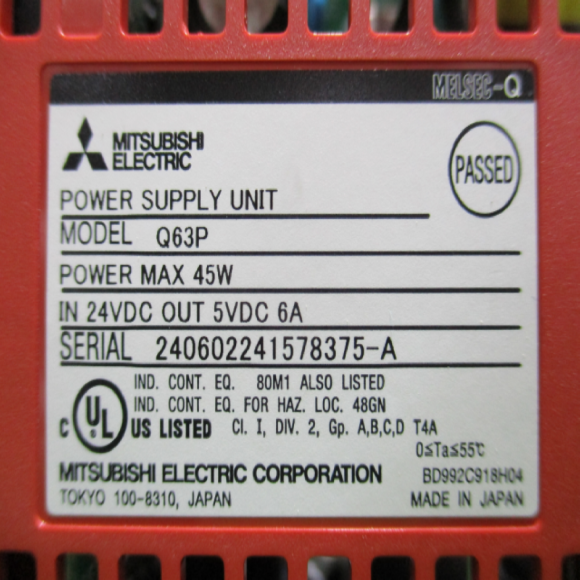 MELSEC-Q
MITSUBISHI
ELECTRIC
PASSED
POWER SUPPLY UNIT
MODEL Q63P
POWER MAX 45W
IN 24VDC OUT 5VDC 6A
SERIAL 240602241578375-A
IND. CONT. EQ. 80M1 ALSO LISTED
IND. CONT. EQ. FOR HAZ. LOC. 48GN
C UL US LISTED CI. I, DIV. 2, Gp. A,B,C,D T4A
0≤Ta≤55℃
MITSUBISHI ELECTRIC CORPORATION BD992C918H04
TOKYO 100-8310, JAPAN MADE IN JAPAN